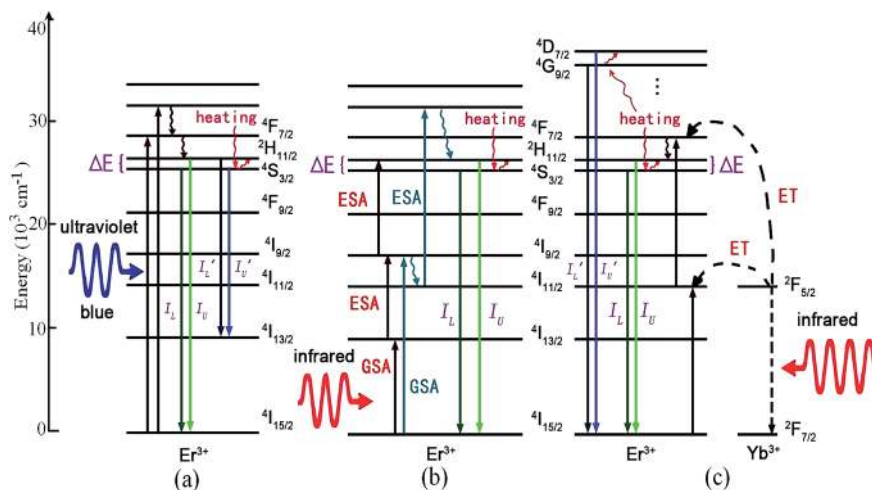 Energy (10³ cm⁻¹)
40
30
20
10
0
ultraviolet
blue
heating
ΔE {
⁴F₇/₂
²H₁₁/₂
⁴S₃/₂
⁴F₉/₂
⁴I₉/₂
⁴I₁₁/₂
⁴I₁₃/₂
⁴I₁₅/₂
I_L
I_U
I_L'
I_U'
Er³⁺
(a)
infrared
heating
ΔE {
ESA
ESA
ESA
GSA
GSA
⁴F₇/₂
²H₁₁/₂
⁴S₃/₂
⁴F₉/₂
⁴I₉/₂
⁴I₁₁/₂
⁴I₁₃/₂
⁴I₁₅/₂
I_L
I_U
Er³⁺
(b)
⁴D₇/₂
⁴G₉/₂
...
heating
} ΔE
ET
ET
I_L'
I_U'
I_L
I_U
²F₅/₂
infrared
²F₇/₂
Er³⁺
Yb³⁺
(c)